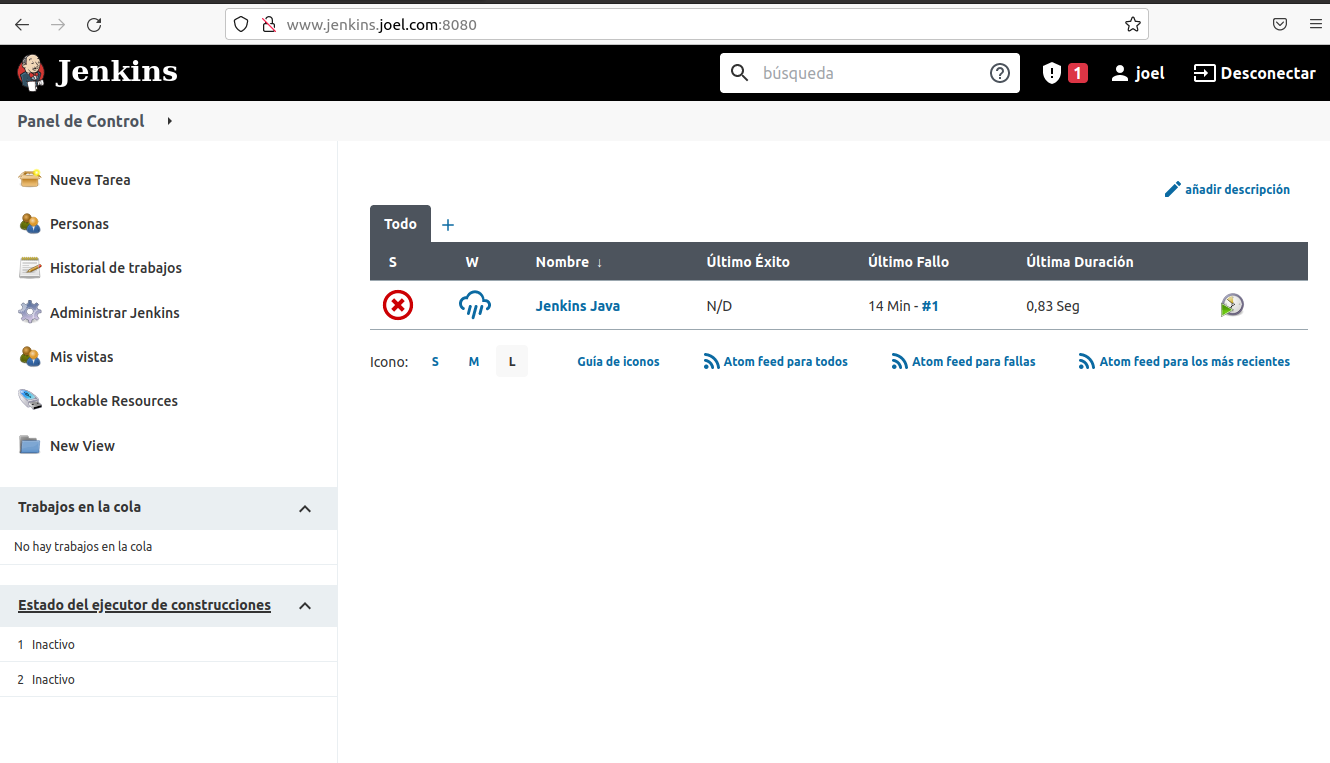 www.jenkins.joel.com:8080
Jenkins
búsqueda
1
joel
Desconectar
Panel de Control
Nueva Tarea
Personas
Historial de trabajos
Administrar Jenkins
Mis vistas
Lockable Resources
New View
Trabajos en la cola
No hay trabajos en la cola
Estado del ejecutor de construcciones
1 Inactivo
2 Inactivo
añadir descripción
Todo +
S W Nombre ↓ Último Éxito Último Fallo Última Duración
Jenkins Java N/D 14 Min - #1 0,83 Seg
Icono: S M L Guía de iconos Atom feed para todos Atom feed para fallas Atom feed para los más recientes